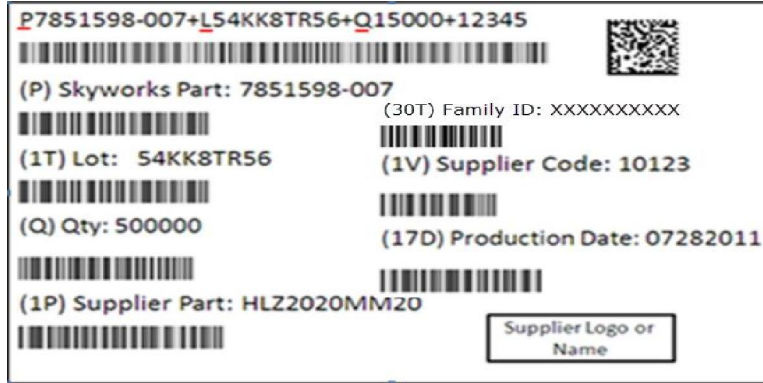 P7851598-007+L54KK8TR56+Q15000+12345
(P) Skyworks Part: 7851598-007
(30T) Family ID: XXXXXXXXXX
(1T) Lot: 54KK8TR56
(1V) Supplier Code: 10123
(Q) Qty: 500000
(17D) Production Date: 07282011
(1P) Supplier Part: HLZ2020MM20
Supplier Logo or
Name